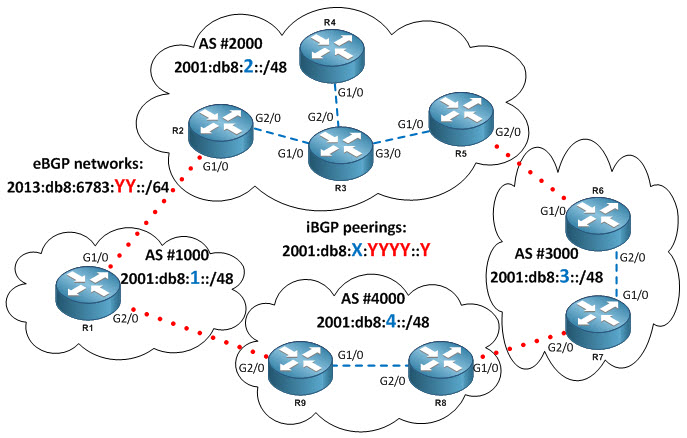 R4
AS #2000
2001:db8:2::/48
G1/0
G2/0
G2/0
G1/0
R2
G1/0
G3/0
R3
R5
G2/0
G1/0
eBGP networks:
2013:db8:6783:YY::/64
R6
G1/0
iBGP peerings:
2001:db8:X:YYYY::Y
G2/0
AS #1000
2001:db8:1::/48
G1/0
AS #3000
2001:db8:3::/48
G1/0
R1
G2/0
AS #4000
2001:db8:4::/48
R7
G2/0
G1/0
G2/0
G2/0
G1/0
R9
R8